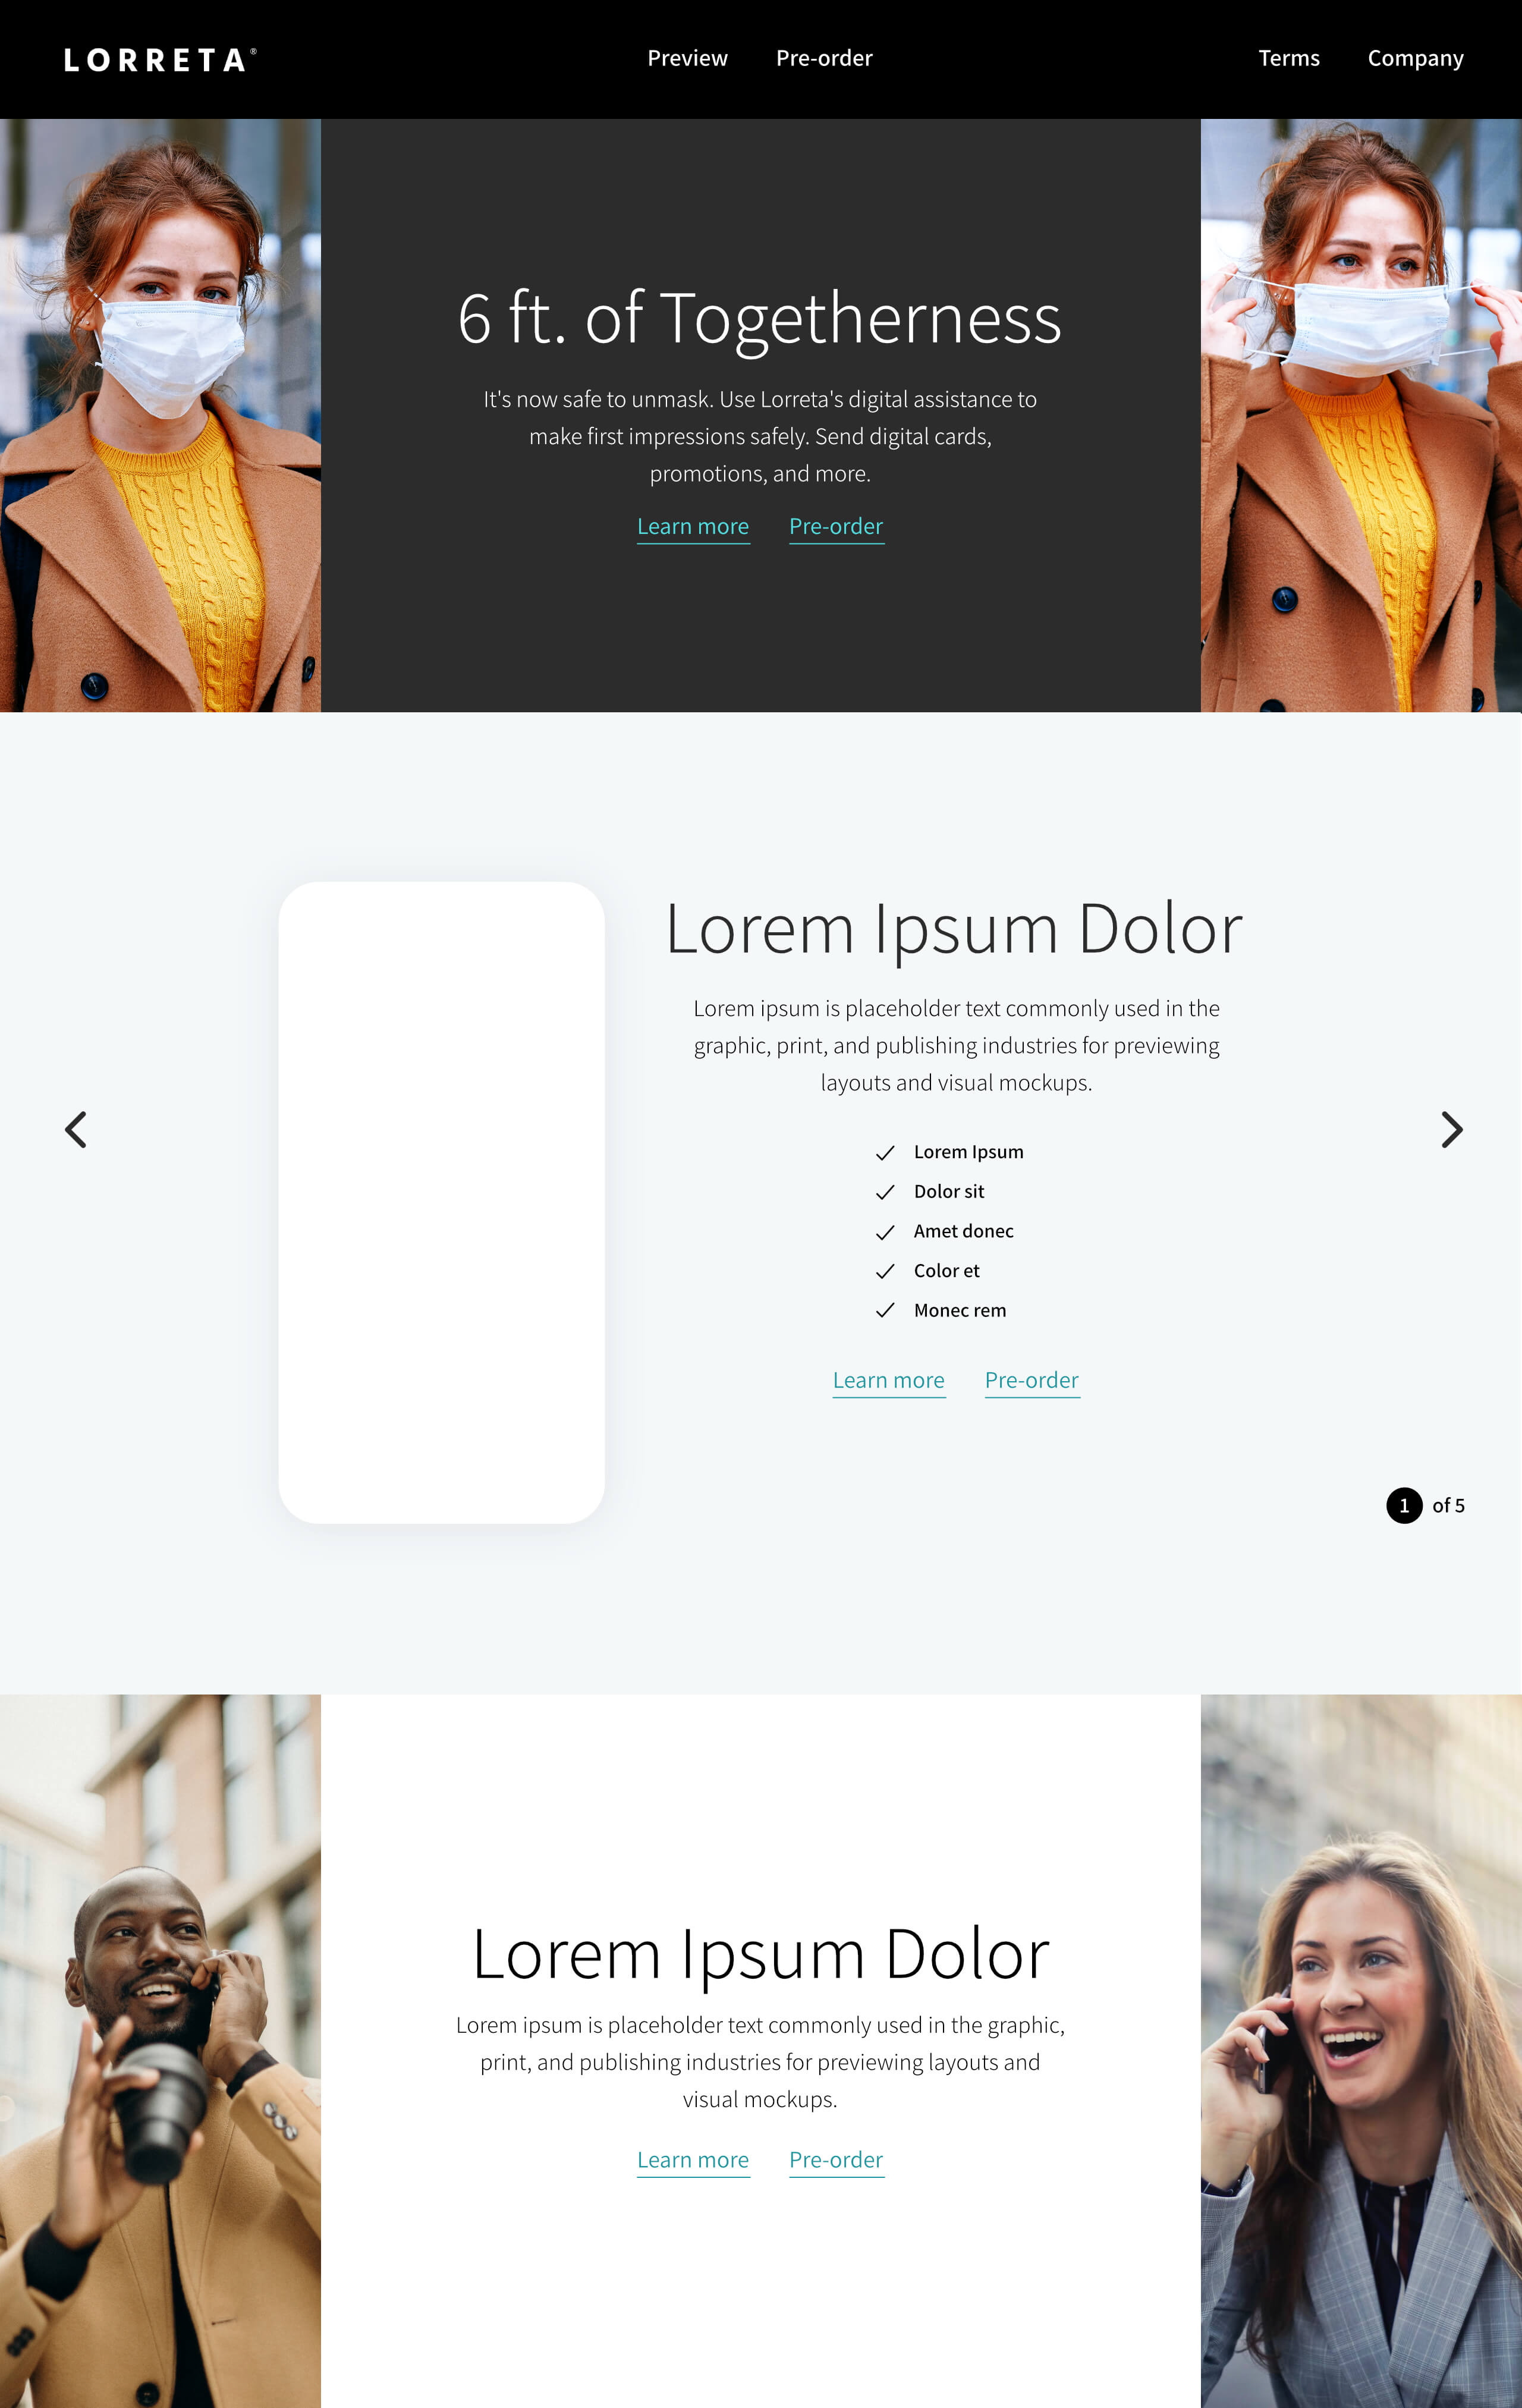 LORRETA®
Preview Pre-order
Terms Company
6 ft. of Togetherness
It's now safe to unmask. Use Lorreta's digital assistance to
make first impressions safely. Send digital cards,
promotions, and more.
Learn more Pre-order
Lorem Ipsum Dolor
Lorem ipsum is placeholder text commonly used in the
graphic, print, and publishing industries for previewing
layouts and visual mockups.
Lorem Ipsum
Dolor sit
Amet donec
Color et
Monec rem
Learn more Pre-order
1 of 5
Lorem Ipsum Dolor
Lorem ipsum is placeholder text commonly used in the graphic,
print, and publishing industries for previewing layouts and
visual mockups.
Learn more Pre-order